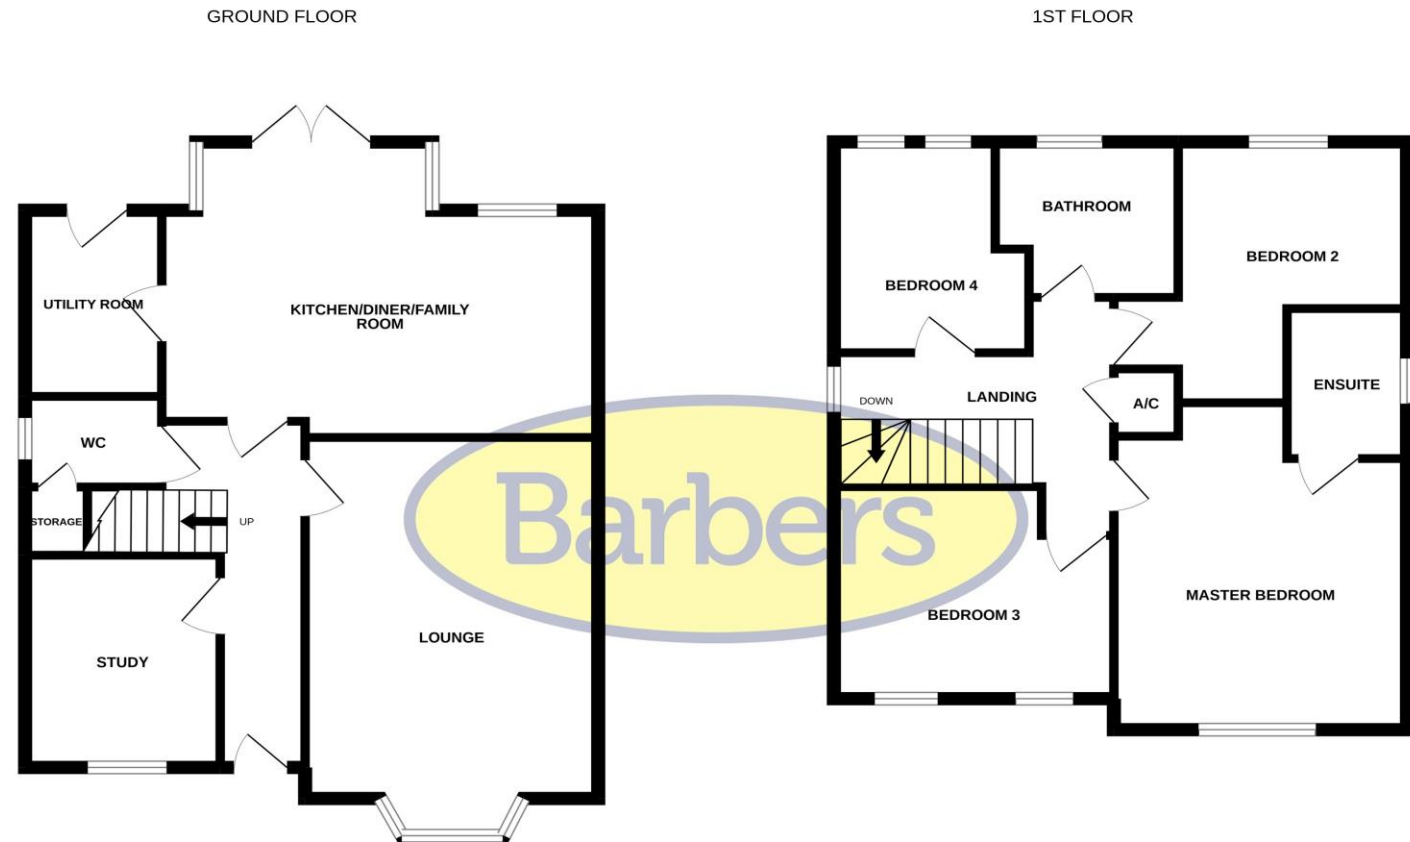 GROUND FLOOR
UTILITY ROOM
KITCHEN/DINER/FAMILY
ROOM
WC
STORAGE
UP
STUDY
LOUNGE
Barbers
1ST FLOOR
BATHROOM
BEDROOM 2
BEDROOM 4
ENSUITE
LANDING
DOWN
A/C
MASTER BEDROOM
BEDROOM 3